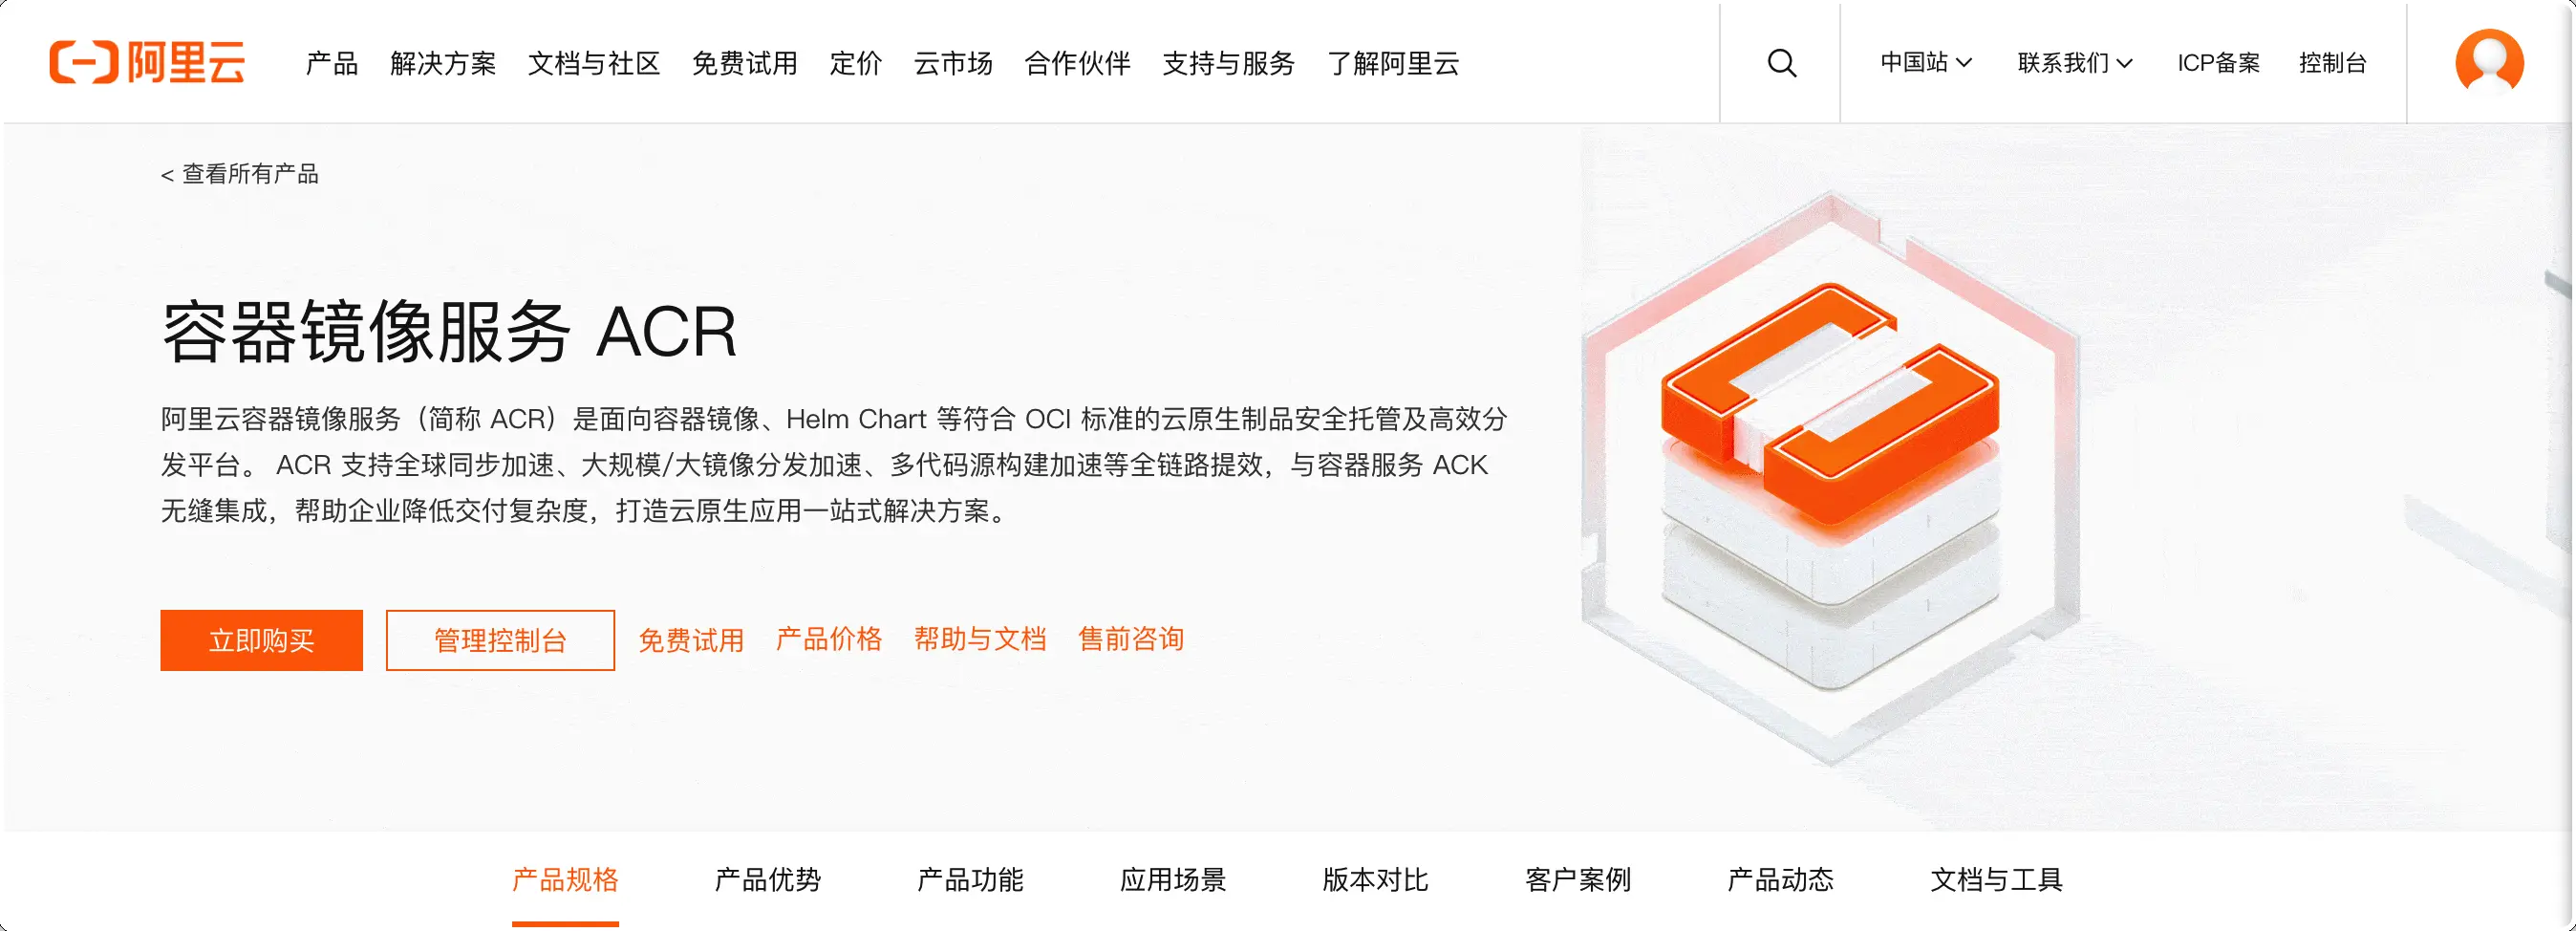 阿里云 产品 解决方案 文档与社区 免费试用 定价 云市场 合作伙伴 支持与服务 了解阿里云 中国站 联系我们 ICP备案 控制台
< 查看所有产品
容器镜像服务 ACR
阿里云容器镜像服务（简称 ACR）是面向容器镜像、Helm Chart 等符合 OCI 标准的云原生制品安全托管及高效分
发平台。 ACR 支持全球同步加速、大规模/大镜像分发加速、多代码源构建加速等全链路提效，与容器服务 ACK
无缝集成，帮助企业降低交付复杂度，打造云原生应用一站式解决方案。
立即购买 管理控制台 免费试用 产品价格 帮助与文档 售前咨询
产品规格 产品优势 产品功能 应用场景 版本对比 客户案例 产品动态 文档与工具